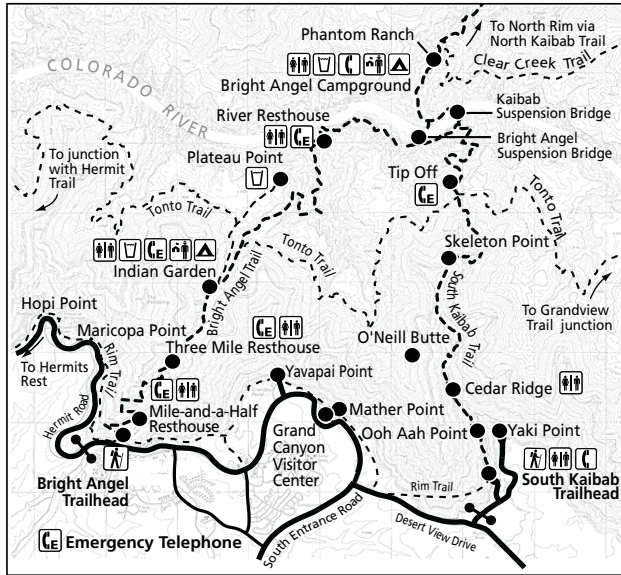 Phantom Ranch
To North Rim via
North Kaibab Trail
Clear Creek Trail
Bright Angel Campground
COLORADO
RIVER
River Resthouse
Kaibab
Suspension Bridge
Bright Angel
Suspension Bridge
To junction
with Hermit
Trail
Plateau Point
Tip Off
E
E
Tonto Trail
Tonto Trail
Tonto Trail
Skeleton Point
E
Indian Garden
Bright Angel Trail
South Kaibab
Trail
To Grandview
Trail junction
Hopi Point
Maricopa Point
E
Three Mile Resthouse
O'Neill Butte
To Hermits
Rest
Rim Trail
Yavapai Point
Cedar Ridge
E
Mile-and-a-Half
Resthouse
Mather Point
Ooh Aah Point
Yaki Point
Hermit Road
Grand
Canyon
Visitor
Center
Bright Angel
Trailhead
Rim Trail
South Kaibab
Trailhead
South Entrance Road
Desert View Drive
E Emergency Telephone